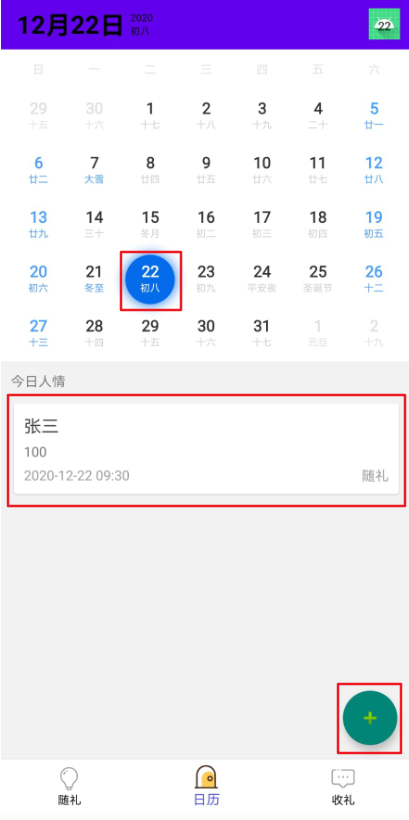 12月22日 2020
初八
22
日 一 二 三 四 五 六
29 30 1 2 3 4 5
十五 十六 十七 十八 十九 二十 廿一
6 7 8 9 10 11 12
廿二 大雪 廿四 廿五 廿六 廿七 廿八
13 14 15 16 17 18 19
廿九 三十 冬月 初二 初三 初四 初五
20 21 22 23 24 25 26
初六 冬至 初八 初九 平安夜 圣诞节 十二
27 28 29 30 31 1 2
十三 十四 十五 十六 十七 元旦 十九
今日人情
张三
100
2020-12-22 09:30 随礼
+
随礼 日历 收礼